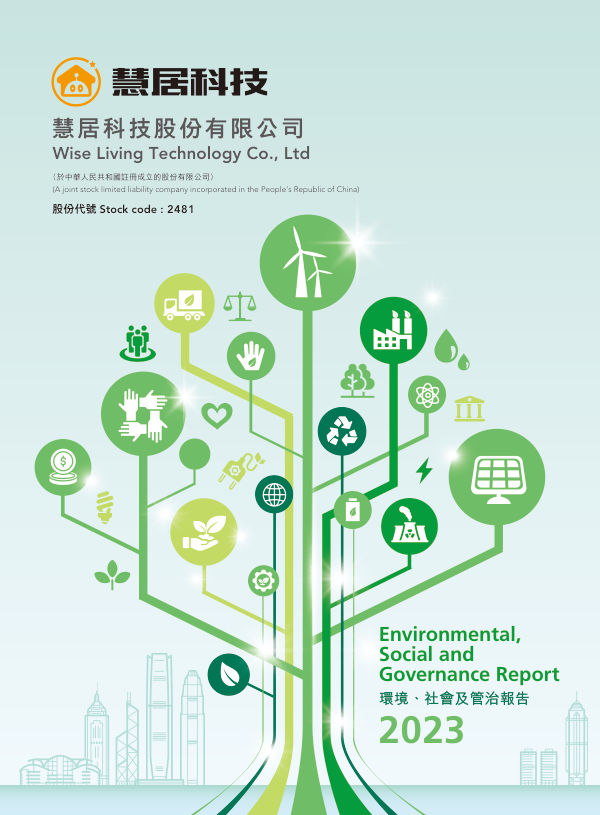 慧居科技
慧居科技股份有限公司
Wise Living Technology Co., Ltd
（於中華人民共和國註冊成立的股份有限公司）
(A joint stock limited liability company incorporated in the People's Republic of China)
股份代號 Stock code : 2481
$
Environmental,
Social and
Governance Report
環境、社會及管治報告
2023